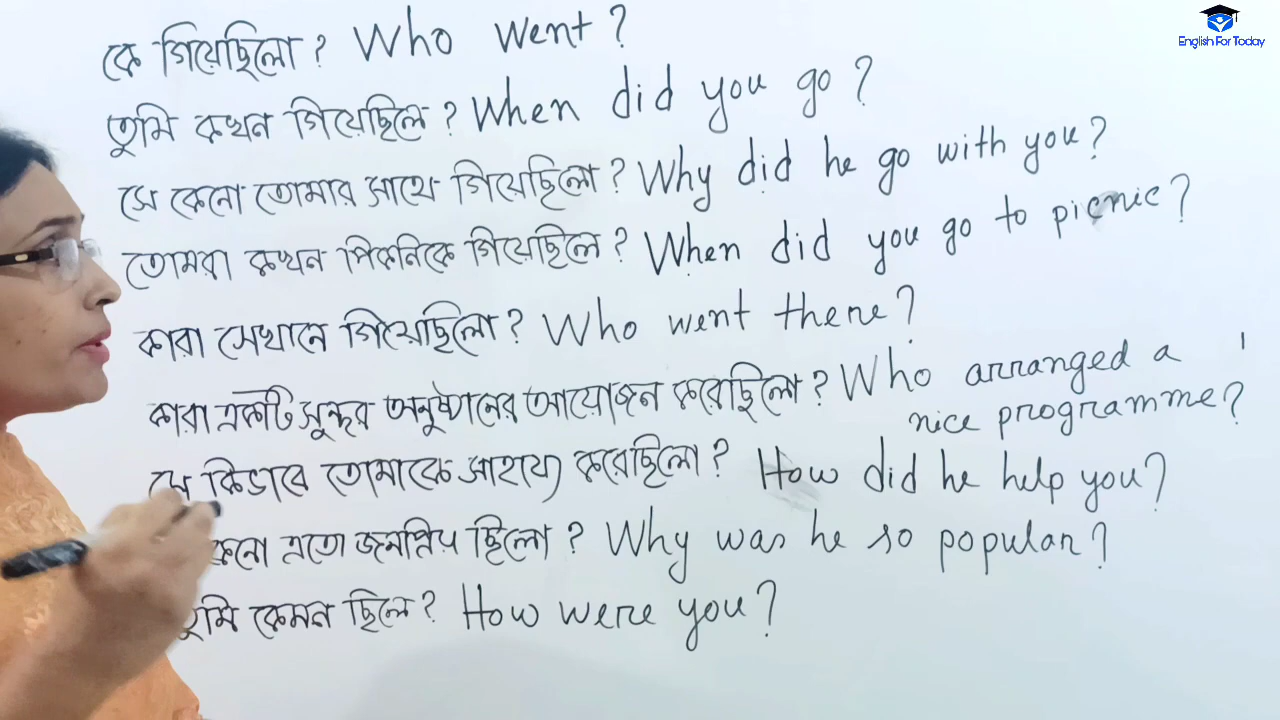 কে গিয়েছিলো? Who went?
English For Today
তুমি কখন গিয়েছিলে? When did you go?
সে কেনো তোমার সাথে গিয়েছিলো? Why did he go with you?
তোমরা কখন পিকনিকে গিয়েছিলে? When did you go to picnic?
কারা সেখানে গিয়েছিলো? Who went there?
কারা একটি সুন্দর অনুষ্ঠানের আয়োজন করেছিলো? Who arranged a
nice programme?
সে কিভাবে তোমাকে সাহায্য করেছিলো? How did he help you?
কেনো এতো জনপ্রিয় ছিলো? Why was he so popular?
তুমি কেমন ছিলে? How were you?